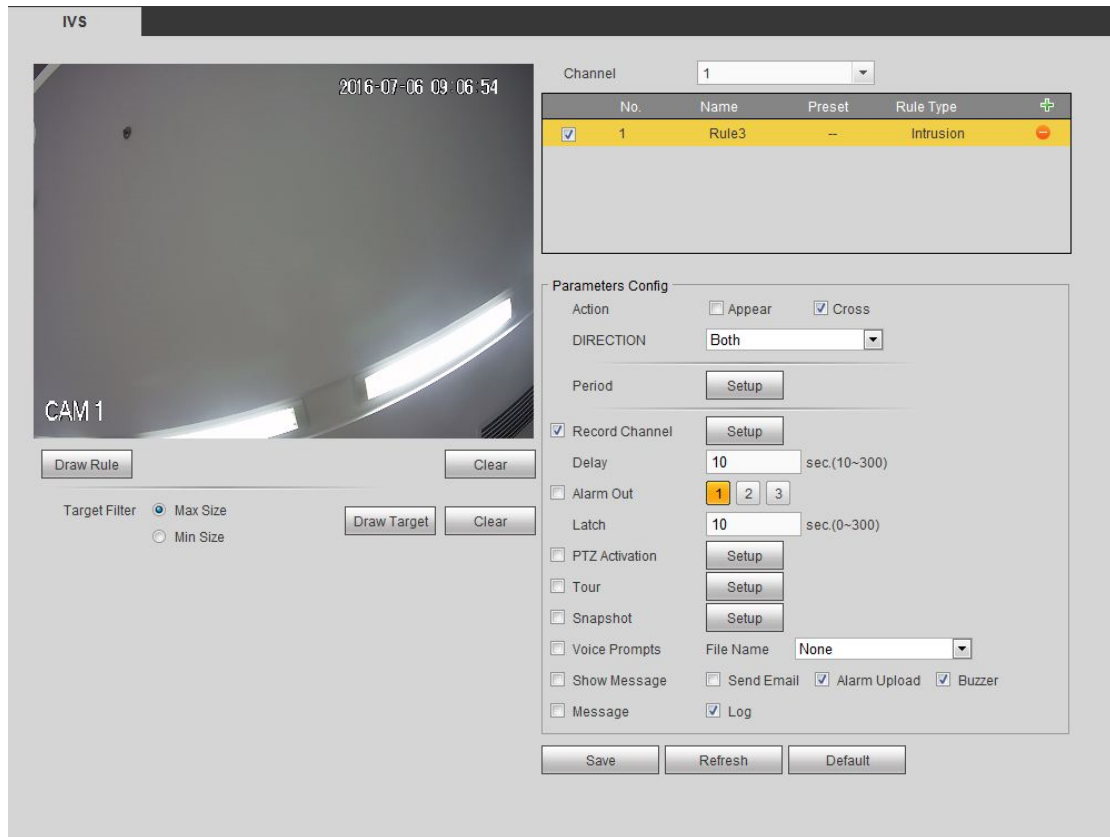 IVS
2016-07-06 09:06:54
CAM 1
Draw Rule Clear
Target Filter Max Size
Min Size
Draw Target Clear
Channel 1
No. Name Preset Rule Type
1 Rule3 -- Intrusion
Parameters Config
Action Appear Cross
DIRECTION Both
Period Setup
Record Channel Setup
Delay 10 sec.(10~300)
Alarm Out 1 2 3
Latch 10 sec.(0~300)
PTZ Activation Setup
Tour Setup
Snapshot Setup
Voice Prompts File Name None
Show Message Send Email Alarm Upload Buzzer
Message Log
Save Refresh Default